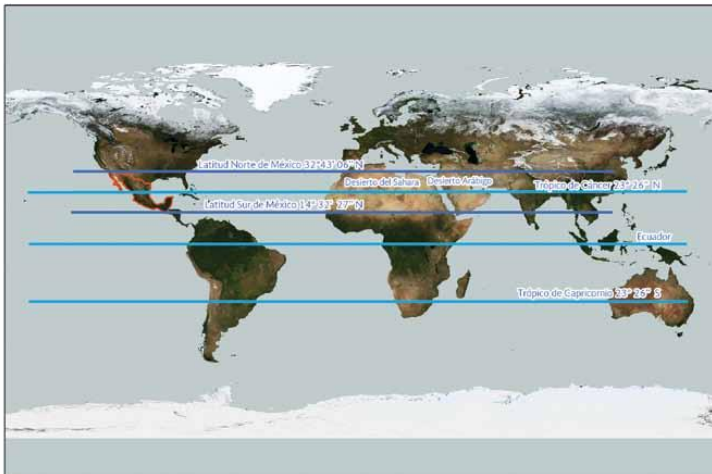 Latitud Norte de México 32° 43' 06'' N
Desierto del Sahara
Desierto Arábigo
Trópico de Cáncer 23° 26'' N
Latitud Sur de México 14° 32' 27'' N
Ecuador
Trópico de Capricornio 23° 26'' S